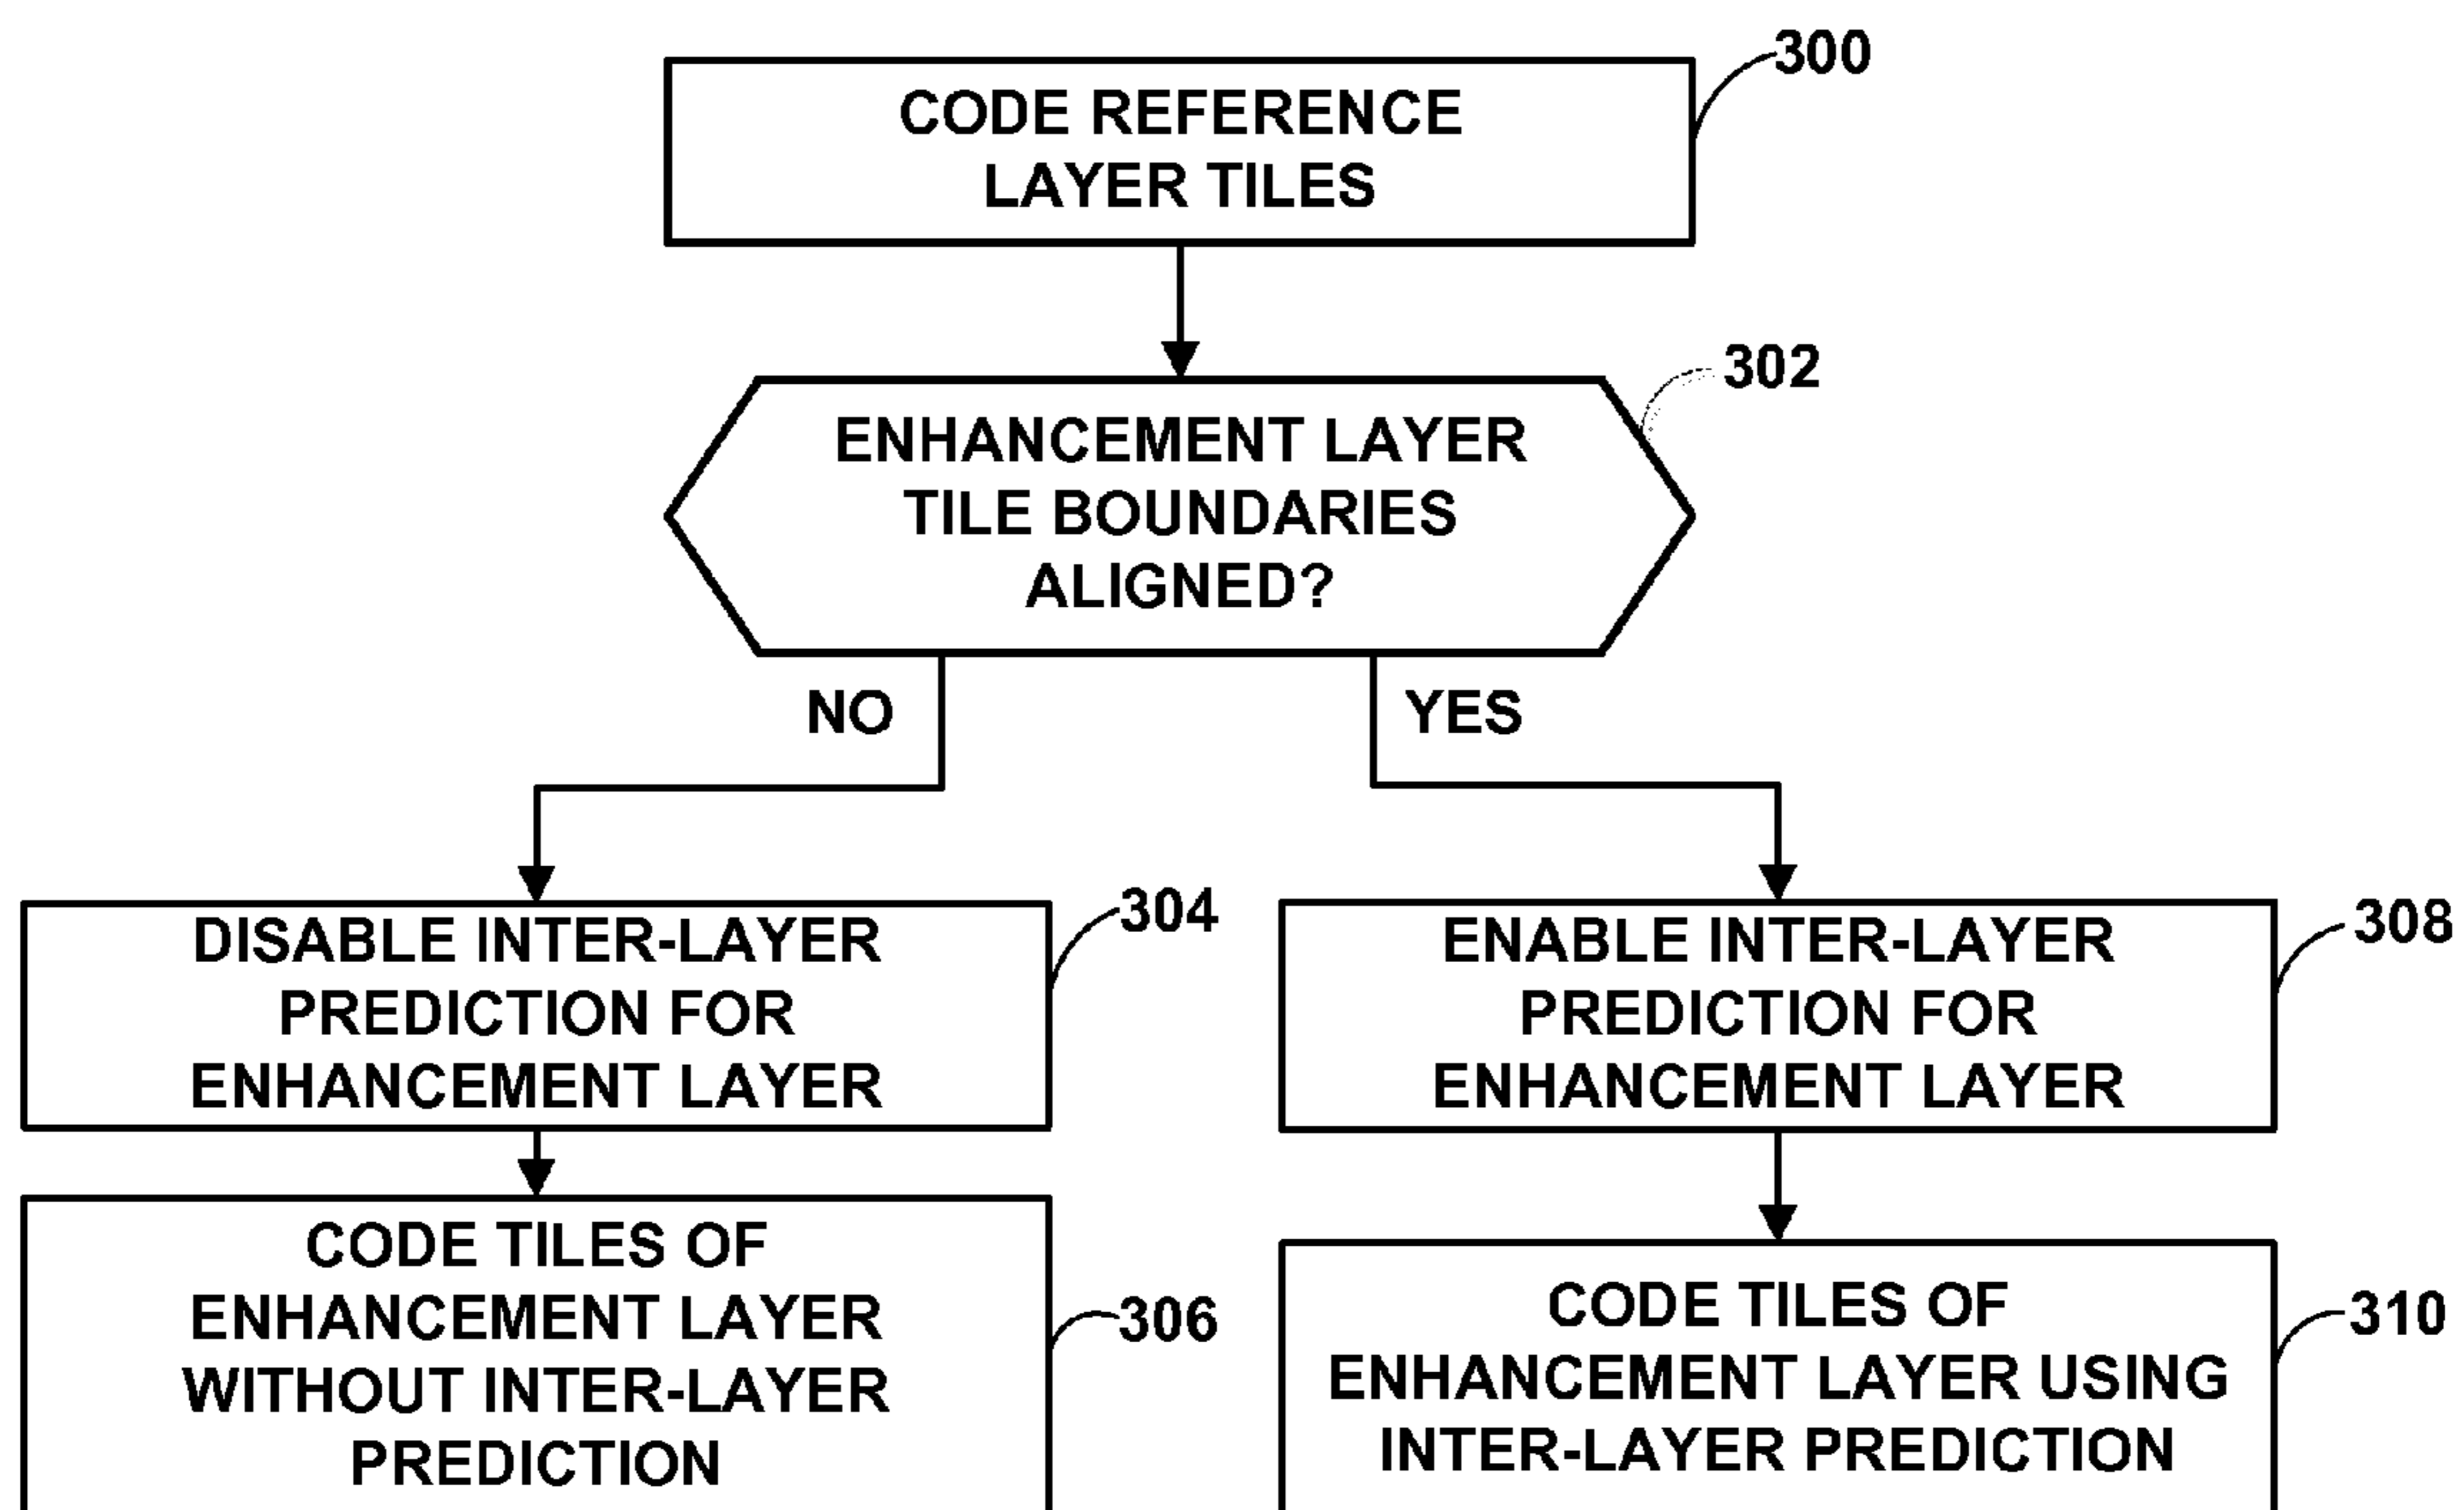 300
CODE REFERENCE
LAYER TILES
302
ENHANCEMENT LAYER
TILE BOUNDARIES
ALIGNED?
NO
YES
304
DISABLE INTER-LAYER
PREDICTION FOR
ENHANCEMENT LAYER
308
ENABLE INTER-LAYER
PREDICTION FOR
ENHANCEMENT LAYER
306
CODE TILES OF
ENHANCEMENT LAYER
WITHOUT INTER-LAYER
PREDICTION
310
CODE TILES OF
ENHANCEMENT LAYER USING
INTER-LAYER PREDICTION